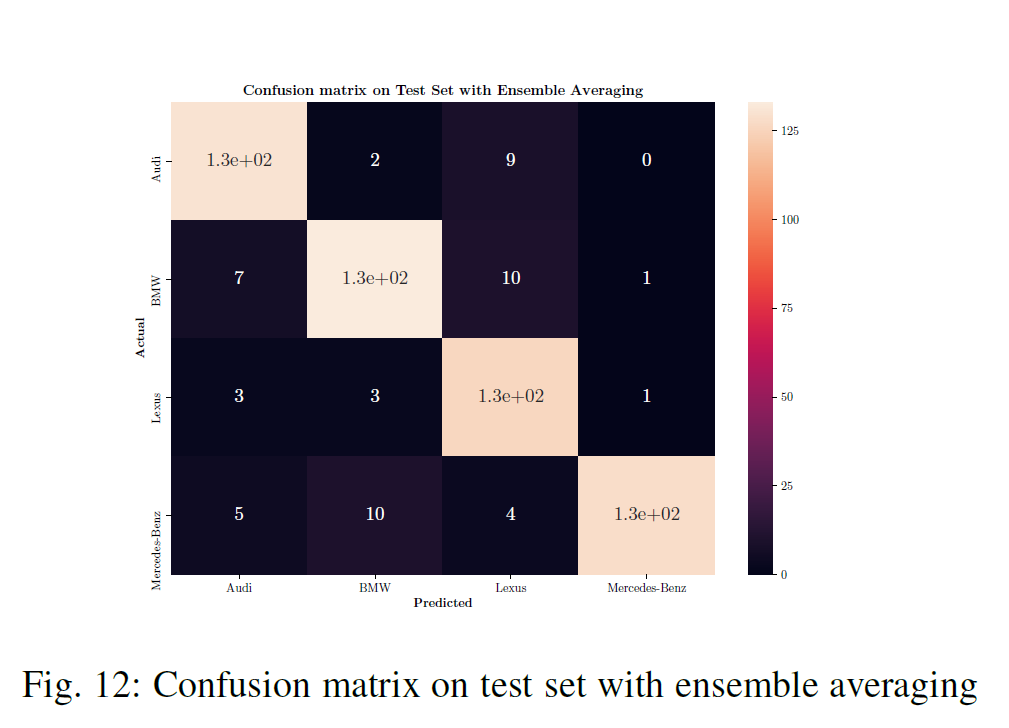 Confusion matrix on Test Set with Ensemble Averaging
Audi
1.3e+02 2 9 0
BMW
7 1.3e+02 10 1
Lexus
3 3 1.3e+02 1
Mercedes-Benz
5 10 4 1.3e+02
Actual
Audi BMW Lexus Mercedes-Benz
Predicted
125
100
75
50
25
0
Fig. 12: Confusion matrix on test set with ensemble averaging